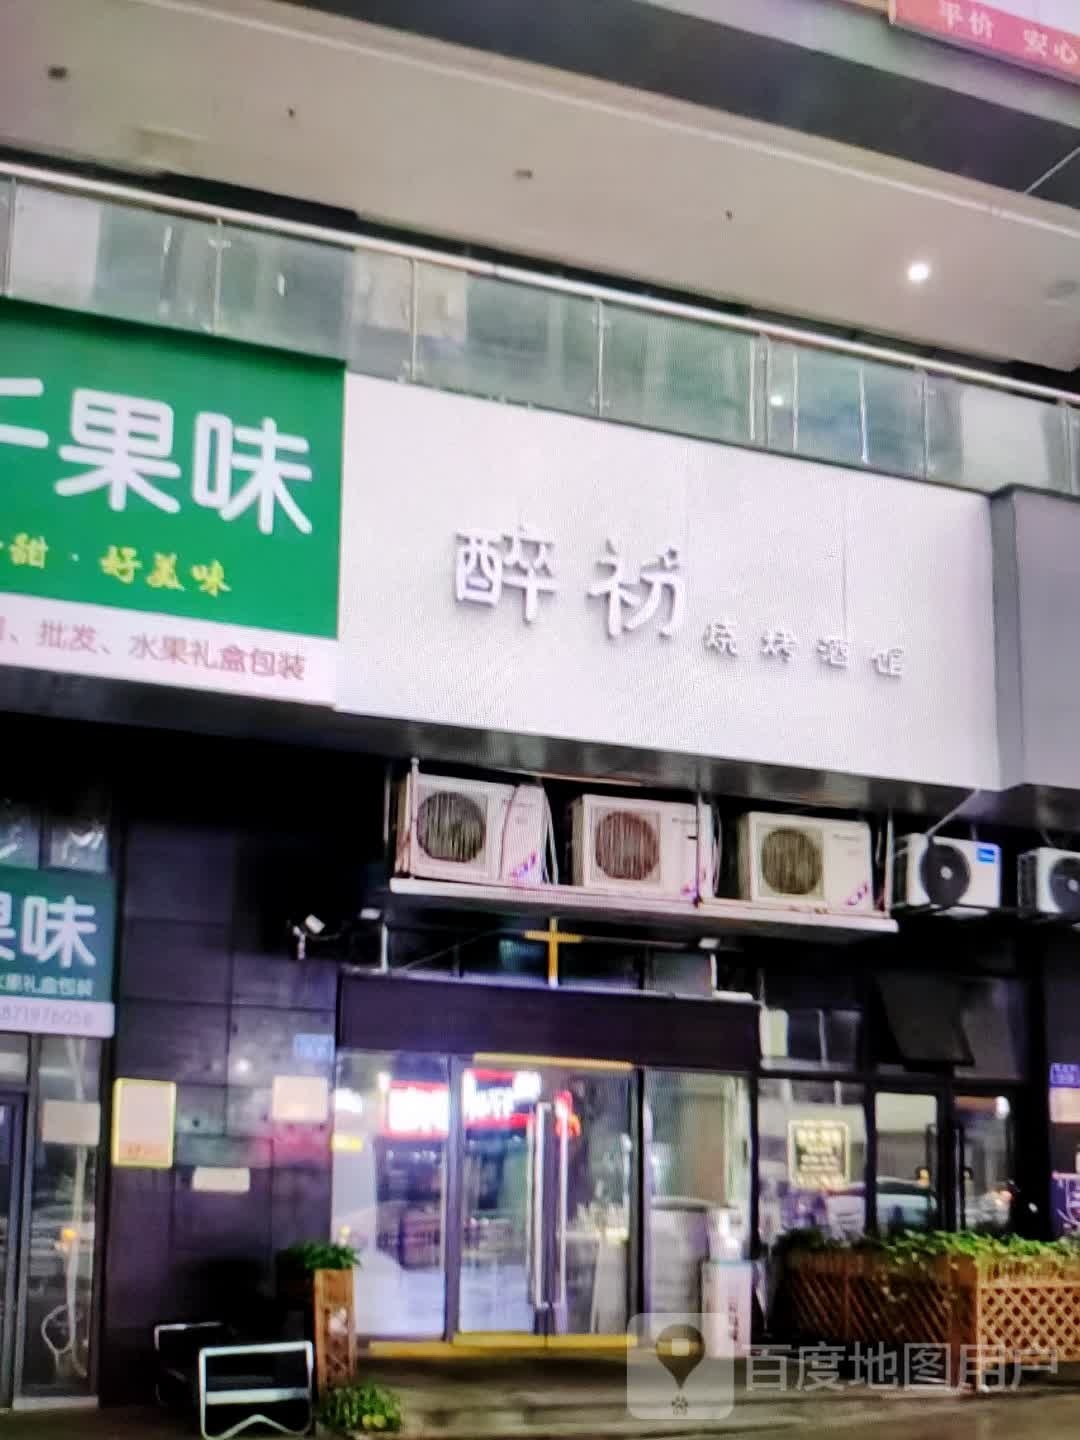 平价 安心
果味
甜·好美味
、批发、水果礼盒包装
醉初
烧烤酒馆
果味
水果礼盒包装
百度地图用户